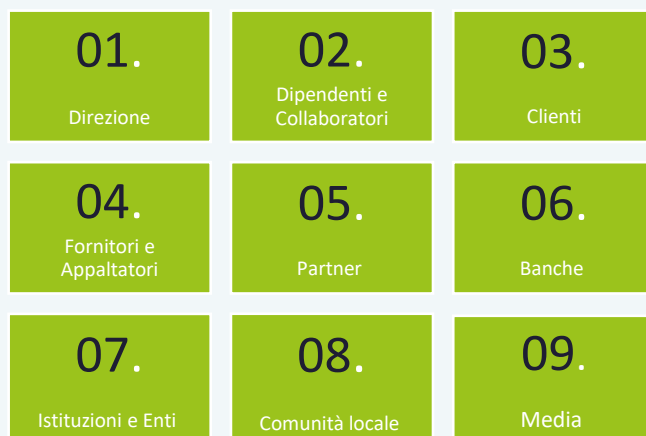 01.
Direzione
02.
Dipendenti e
Collaboratori
03.
Clienti
04.
Fornitori e
Appaltatori
05.
Partner
06.
Banche
07.
Istituzioni e Enti
08.
Comunità locale
09.
Media